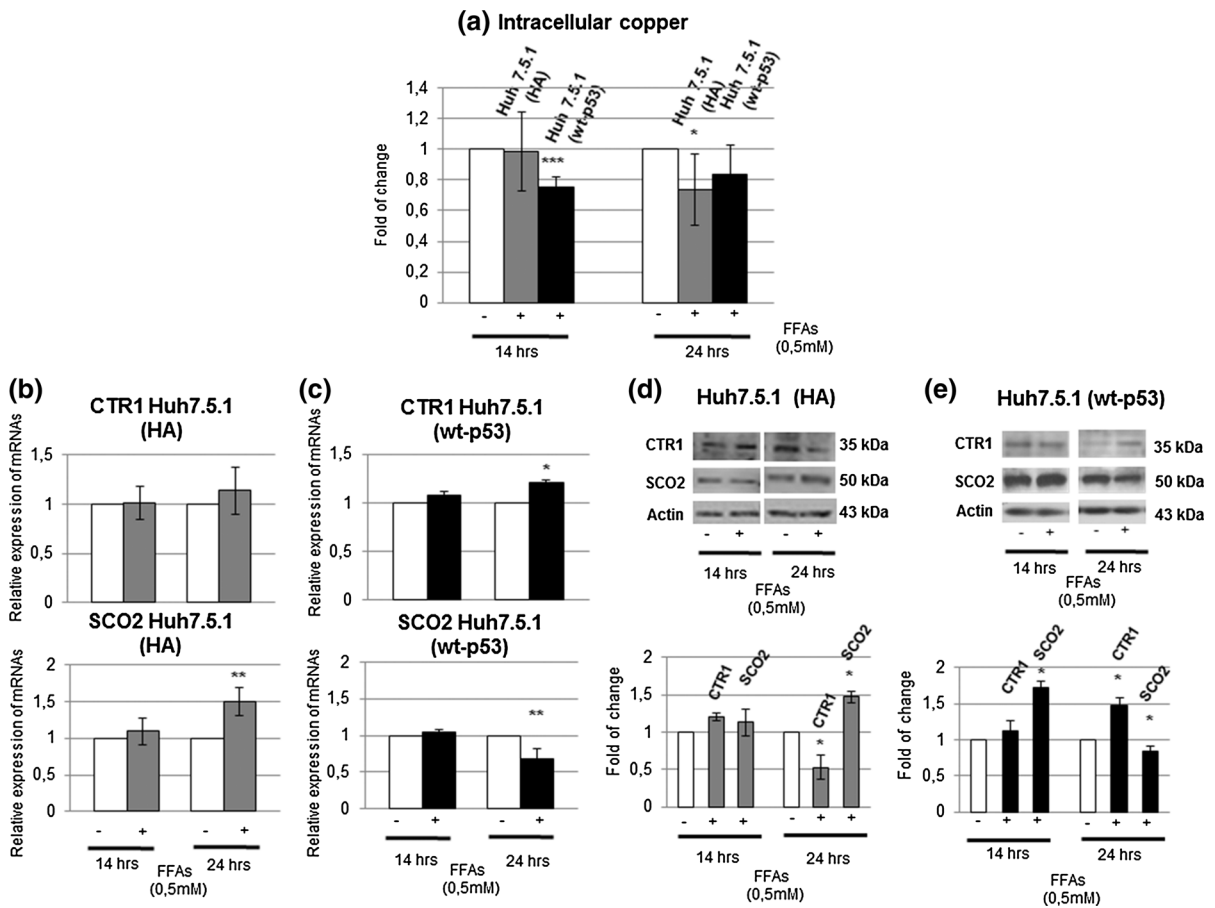 (a) Intracellular copper
Huh 7.5.1
(HA)
Huh 7.5.1
(wt-p53)
Huh 7.5.1
(HA)
Huh 7.5.1
(wt-p53)
Fold of change
1,4
1,2
1
0,8
0,6
0,4
0,2
0
***
*
- + + - + +
14 hrs 24 hrs
FFAs
(0,5mM)
(b)
CTR1 Huh7.5.1
(HA)
Relative expression of mRNAs
1,5
1
0,5
0
SCO2 Huh7.5.1
(HA)
Relative expression of mRNAs
2
1,5
1
0,5
0
**
- + - +
14 hrs 24 hrs
FFAs
(0,5mM)
(c)
CTR1 Huh7.5.1
(wt-p53)
Relative expression of mRNAs
1,5
1
0,5
0
*
SCO2 Huh7.5.1
(wt-p53)
Relative expression of mRNAs
2
1,5
1
0,5
0
**
- + - +
14 hrs 24 hrs
FFAs
(0,5mM)
(d)
Huh7.5.1 (HA)
CTR1 35 kDa
SCO2 50 kDa
Actin 43 kDa
- + - +
14 hrs 24 hrs
FFAs
(0,5mM)
Fold of change
2
1,5
1
0,5
0
CTR1
SCO2
CTR1
*
SCO2
*
- + + - + +
14 hrs 24 hrs
FFAs
(0,5mM)
(e)
Huh7.5.1 (wt-p53)
CTR1 35 kDa
SCO2 50 kDa
Actin 43 kDa
- + - +
14 hrs 24 hrs
FFAs
(0,5mM)
Fold of change
2
1,5
1
0,5
0
CTR1
SCO2
*
CTR1
*
SCO2
*
- + + - + +
14 hrs 24 hrs
FFAs
(0,5mM)